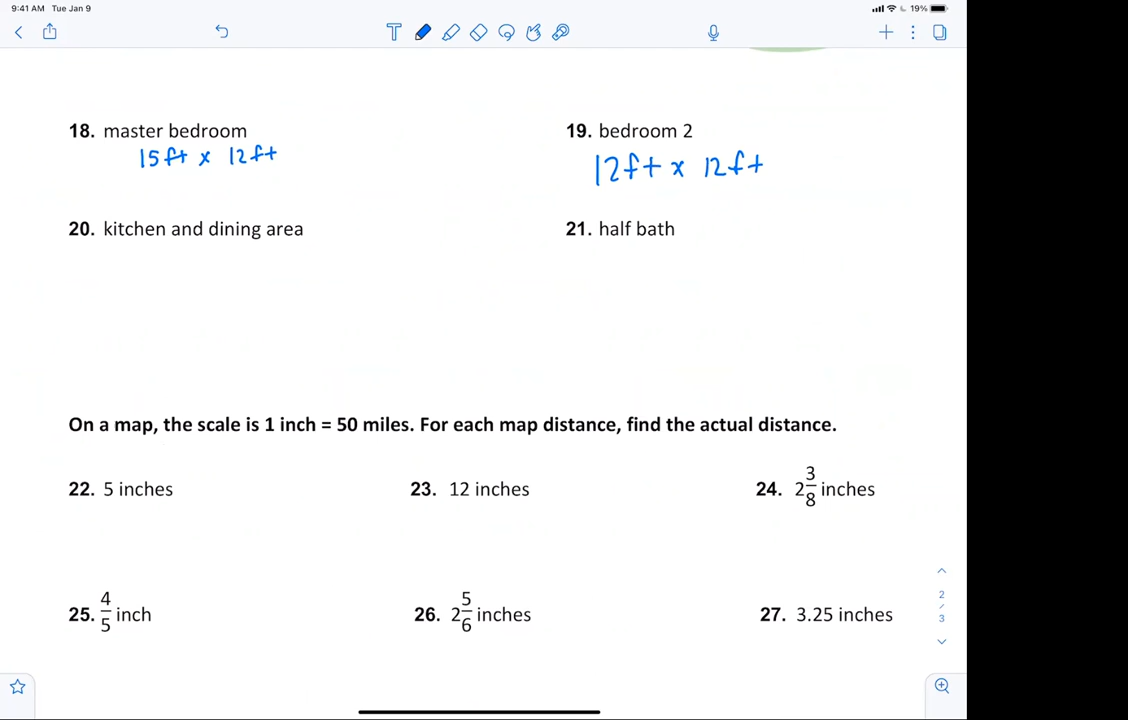 9:41 AM Tue Jan 9
19%
T
18. master bedroom
15ft x 12ft
19. bedroom 2
12ft x 12ft
20. kitchen and dining area
21. half bath
On a map, the scale is 1 inch = 50 miles. For each map distance, find the actual distance.
22. 5 inches
23. 12 inches
24. 2 3/8 inches
25. 4/5 inch
26. 2 5/6 inches
27. 3.25 inches
2
/
3